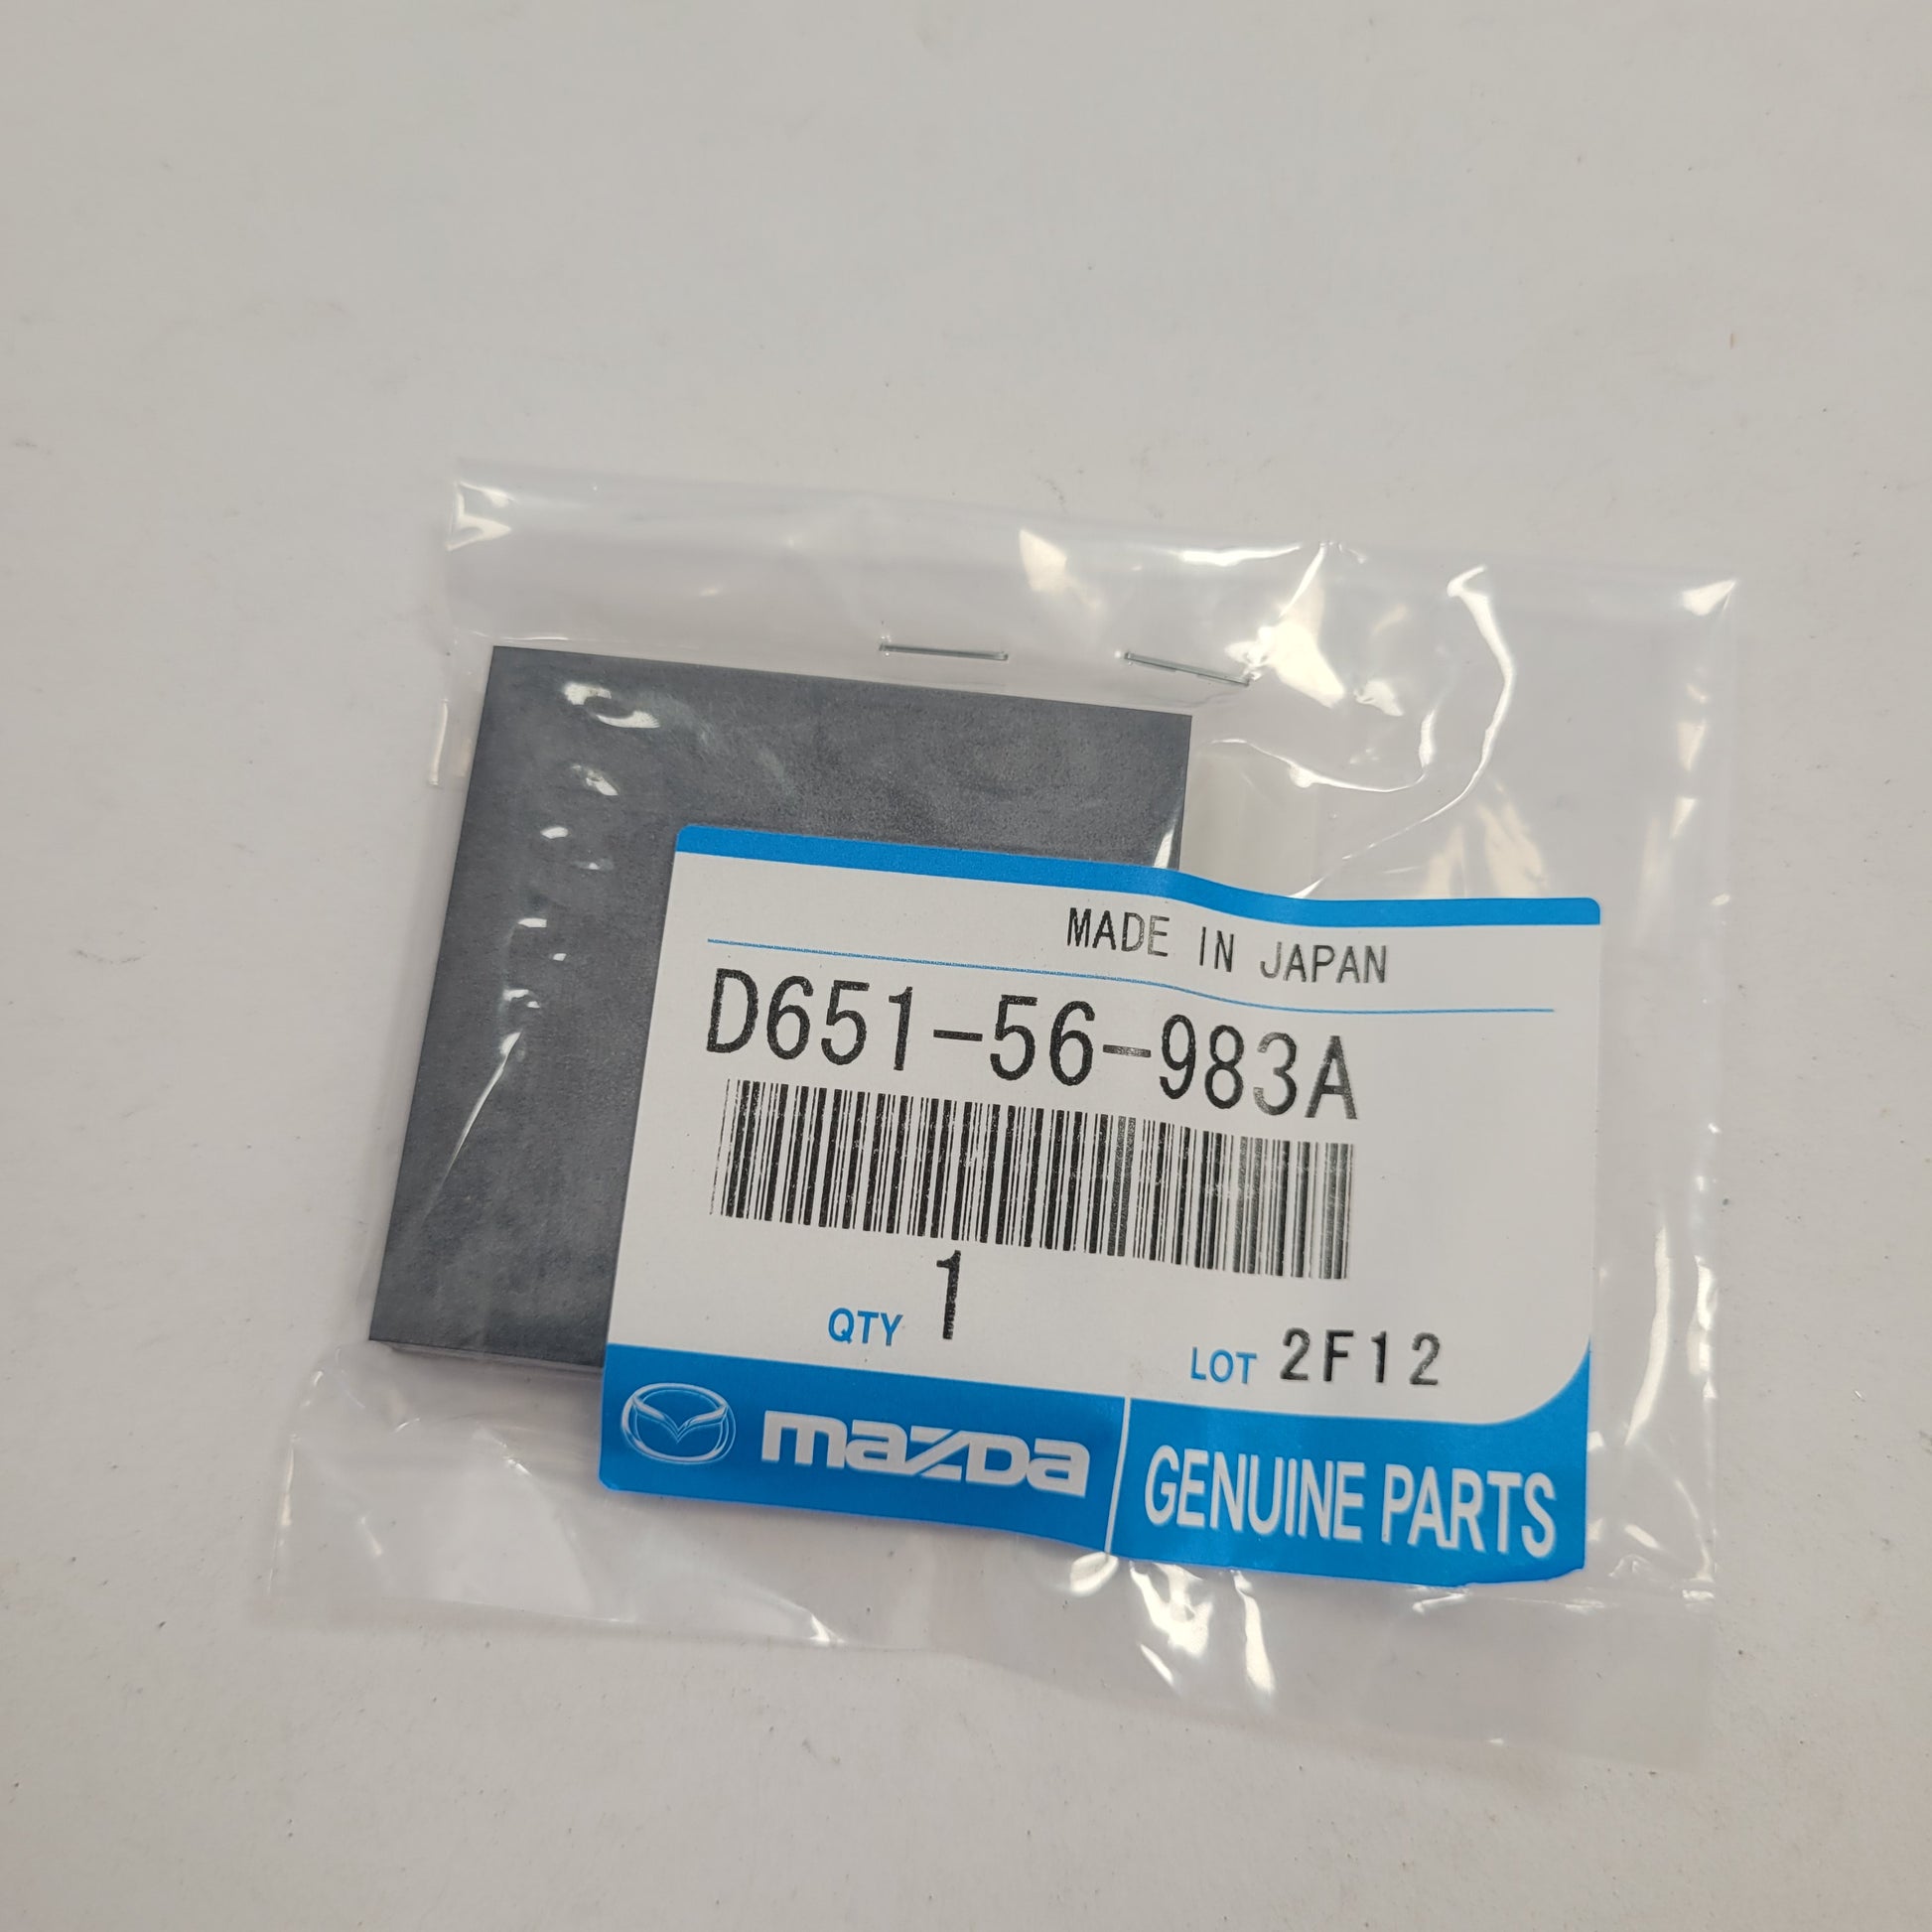 MADE IN JAPAN
D651-56-983A
QTY 1
LOT 2F12
mazda GENUINE PARTS